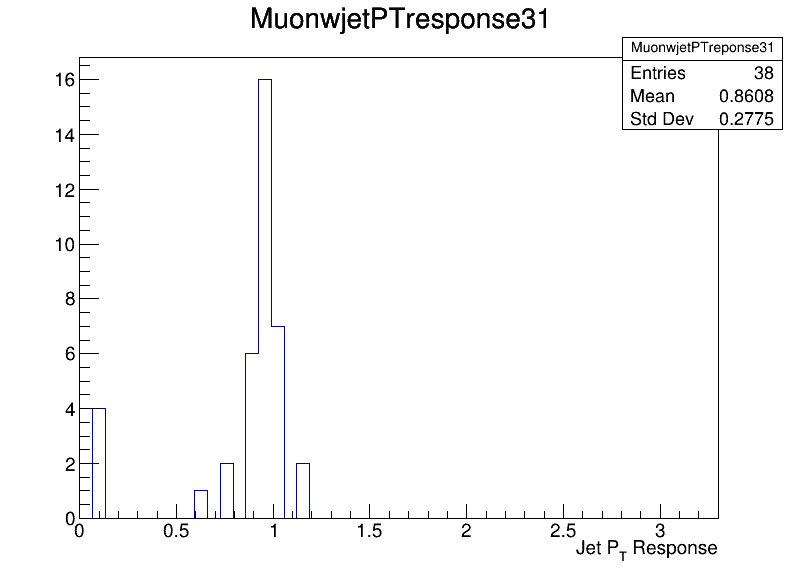 MuonwjetPTresponse31
MuonwjetPTreponse31
Entries 38
Mean 0.8608
Std Dev 0.2775
16
14
12
10
8
6
4
2
0
0 0.5 1 1.5 2 2.5 3
Jet PT Response